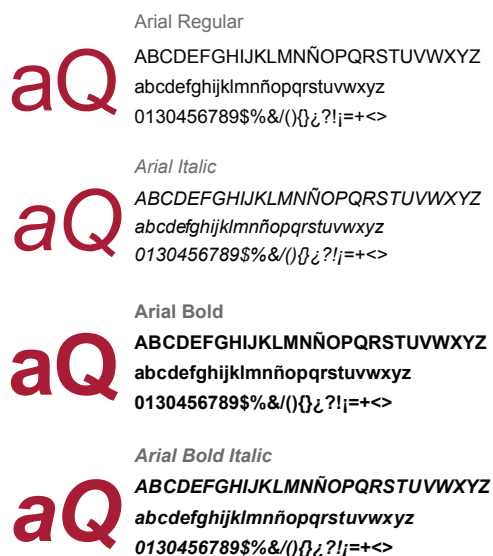 Arial Regular
aQ
ABCDEFGHIJKLMNÑOPQRSTUVWXYZ
abcdefghijklmnñopqrstuvwxyz
0130456789$%&/(){}¿?!¡=+<>
Arial Italic
aQ
ABCDEFGHIJKLMNÑOPQRSTUVWXYZ
abcdefghijklmnñopqrstuvwxyz
0130456789$%&/(){}¿?!¡=+<>
Arial Bold
aQ
ABCDEFGHIJKLMNÑOPQRSTUVWXYZ
abcdefghijklmnñopqrstuvwxyz
0130456789$%&/(){}¿?!¡=+<>
Arial Bold Italic
aQ
ABCDEFGHIJKLMNÑOPQRSTUVWXYZ
abcdefghijklmnñopqrstuvwxyz
0130456789$%&/(){}¿?!¡=+<>